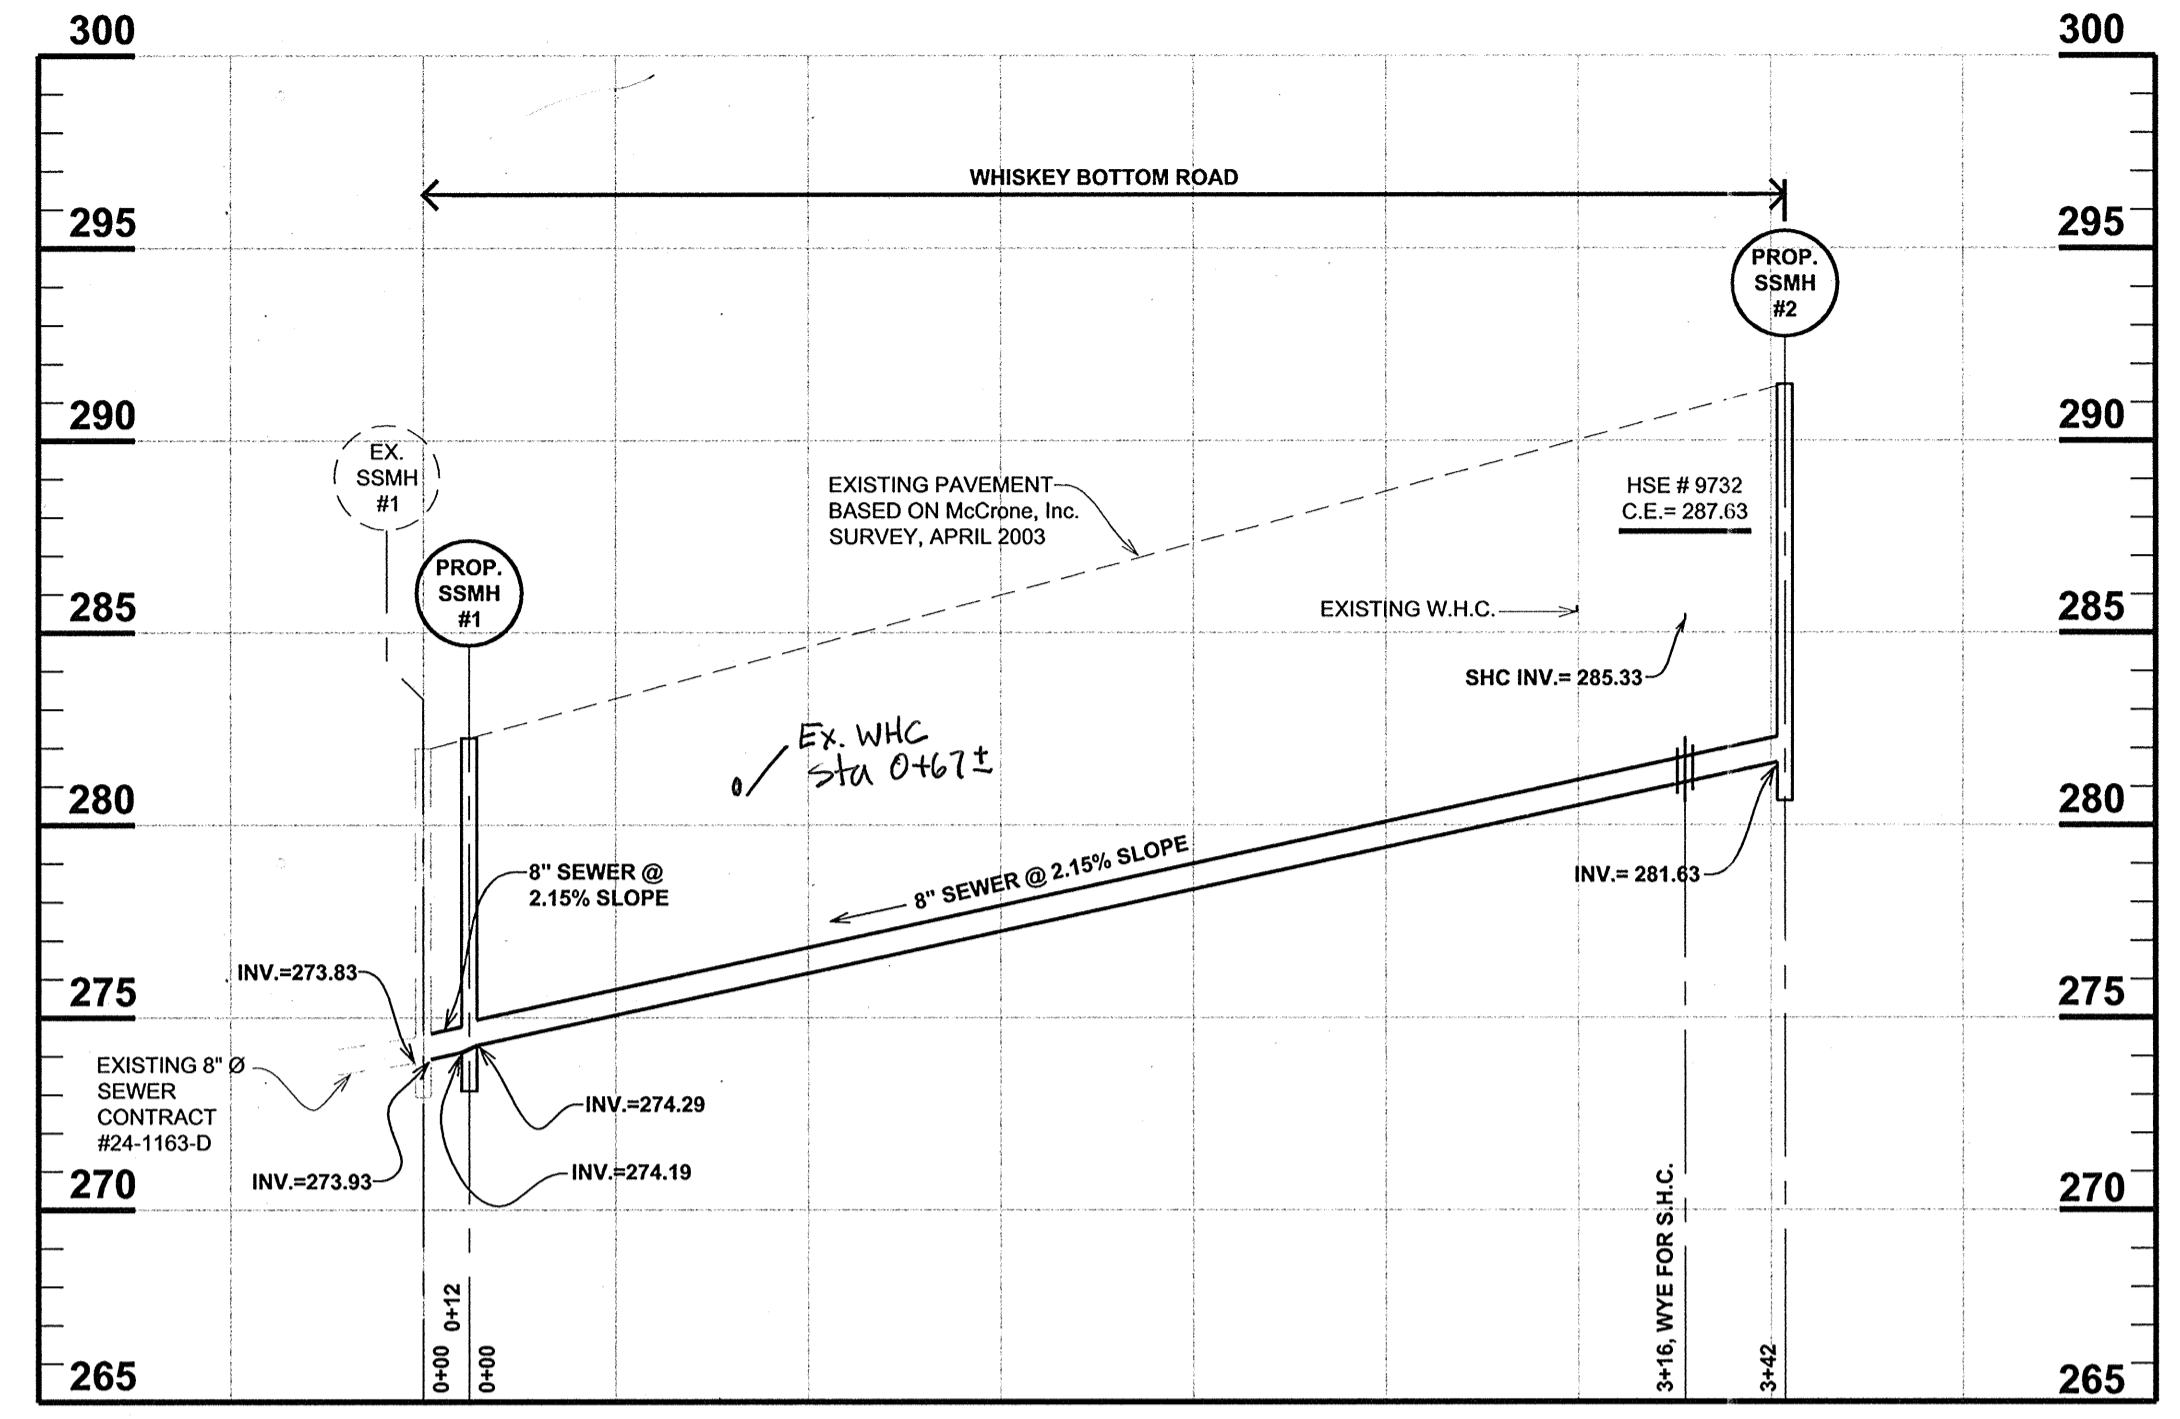 300
300
WHISKEY BOTTOM ROAD
295
295
PROP.
SSMH
#2
290
290
EX.
SSMH
#1
EXISTING PAVEMENT
BASED ON McCrone, Inc.
SURVEY, APRIL 2003
HSE # 9732
C.E.= 287.63
PROP.
SSMH
#1
285
285
EXISTING W.H.C.
SHC INV.= 285.33
Ex. WHC
Sta 0+67±
280
280
8" SEWER @
2.15% SLOPE
8" SEWER @ 2.15% SLOPE
INV.= 281.63
INV.=273.83
275
275
EXISTING 8" Ø
SEWER
CONTRACT
#24-1163-D
INV.=274.29
INV.=274.19
INV.=273.93
270
270
0+00
0+12
0+00
3+16, WYE FOR S.H.C.
3+42
265
265